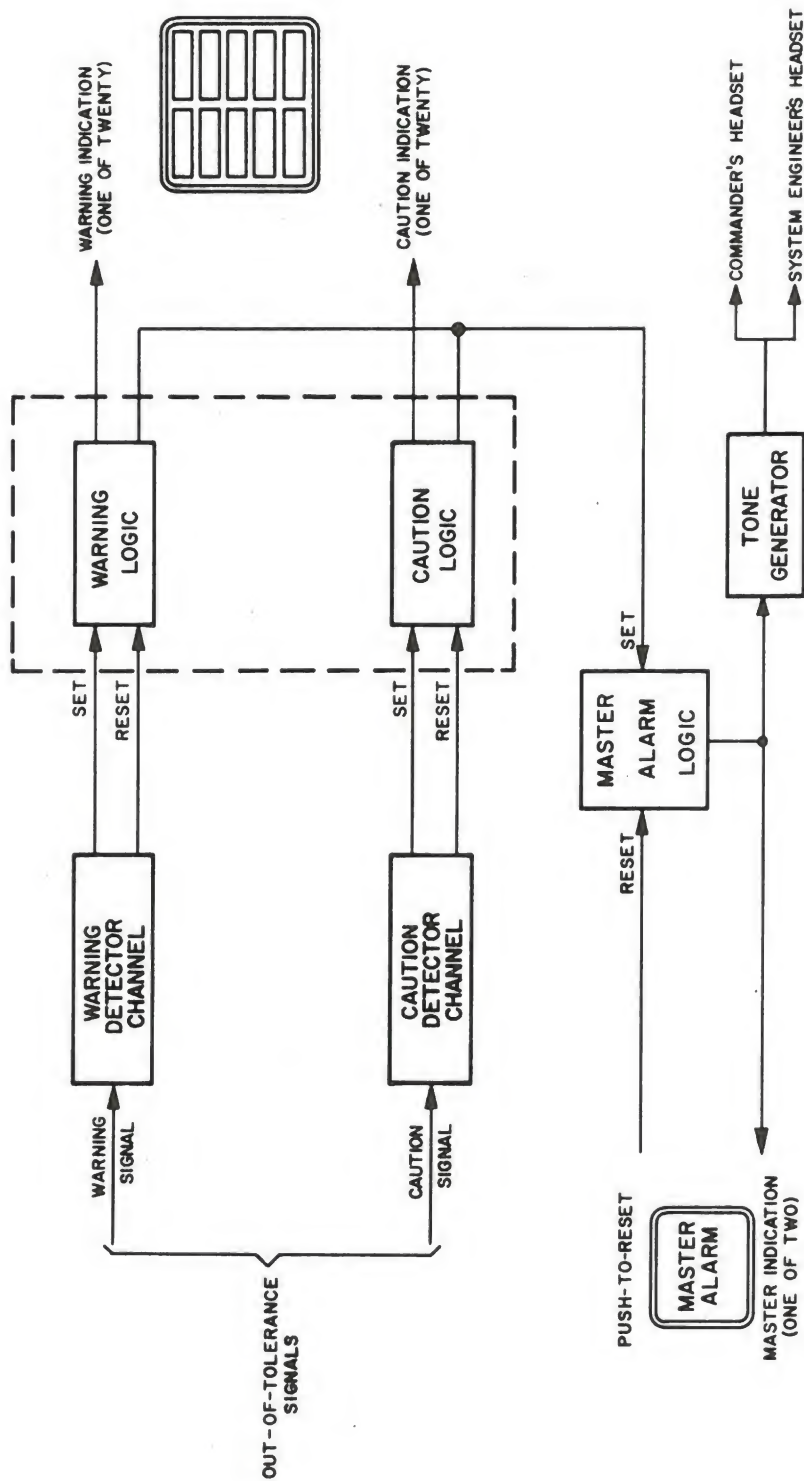 OUT-OF-TOLERANCE
SIGNALS
WARNING
SIGNAL
CAUTION
SIGNAL
WARNING
DETECTOR
CHANNEL
CAUTION
DETECTOR
CHANNEL
SET
RESET
SET
RESET
WARNING
LOGIC
CAUTION
LOGIC
WARNING INDICATION
(ONE OF TWENTY)
CAUTION INDICATION
(ONE OF TWENTY)
PUSH-TO-RESET
MASTER
ALARM
MASTER INDICATION
(ONE OF TWO)
RESET
MASTER
ALARM
LOGIC
SET
TONE
GENERATOR
COMMANDER'S HEADSET
SYSTEM ENGINEER'S HEADSET